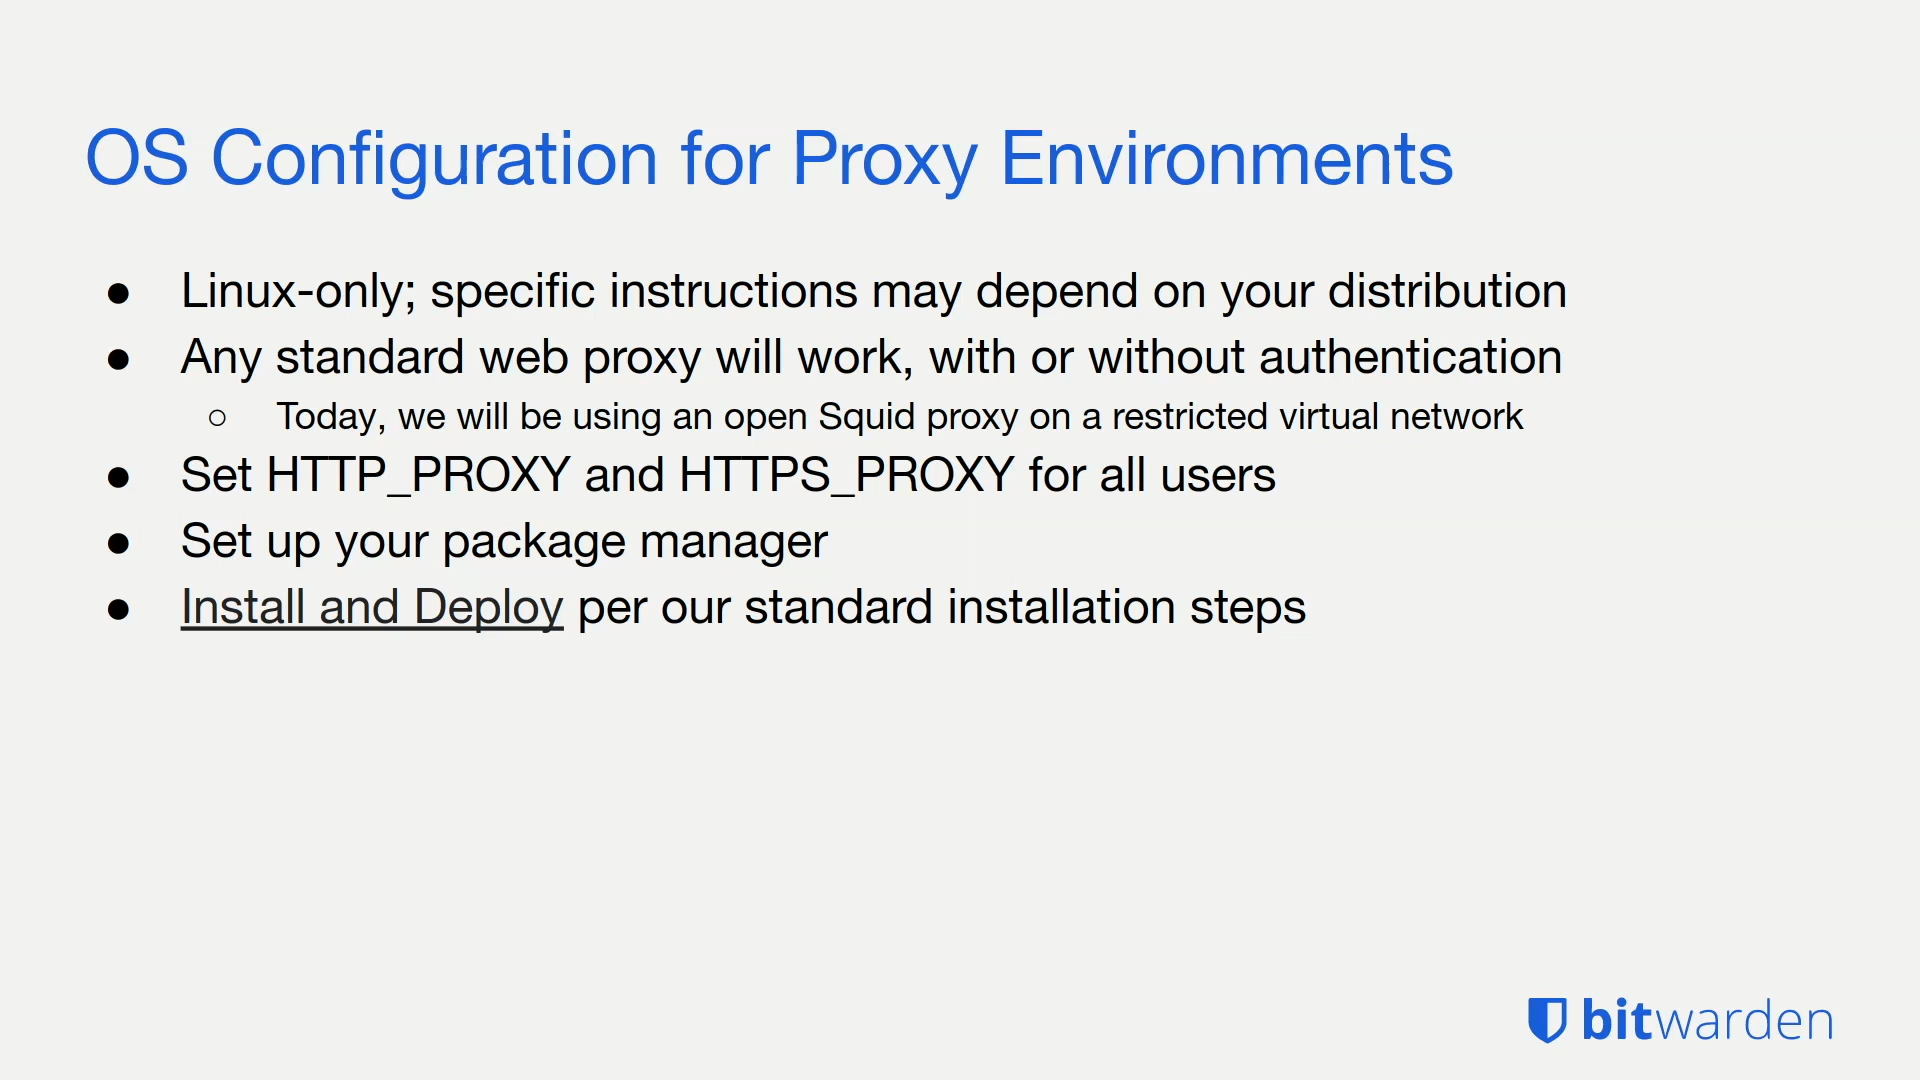 OS Configuration for Proxy Environments
● Linux-only; specific instructions may depend on your distribution
● Any standard web proxy will work, with or without authentication
○ Today, we will be using an open Squid proxy on a restricted virtual network
● Set HTTP_PROXY and HTTPS_PROXY for all users
● Set up your package manager
● Install and Deploy per our standard installation steps
bitwarden